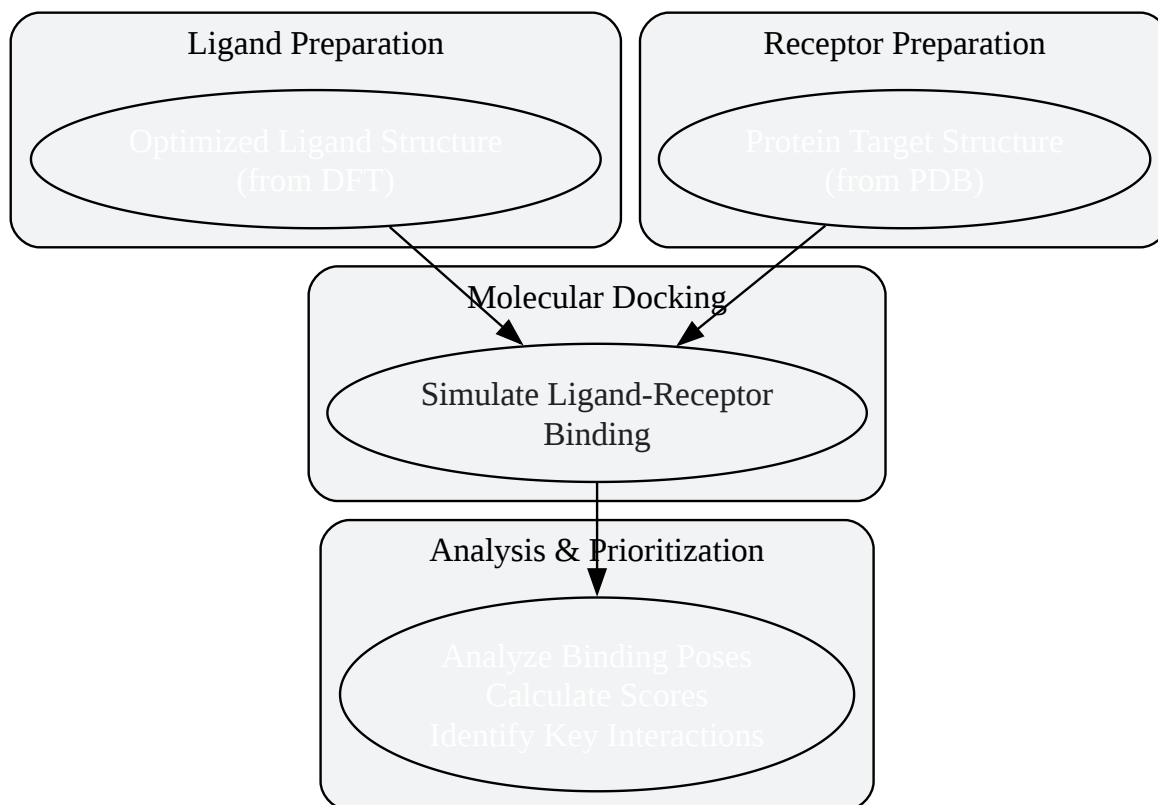 Ligand Preparation
Receptor Preparation
Optimized Ligand Structure
(from DFT)
Protein Target Structure
(from PDB)
Molecular Docking
Simulate Ligand-Receptor
Binding
Analysis & Prioritization
Analyze Binding Poses
Calculate Scores
Identify Key Interactions